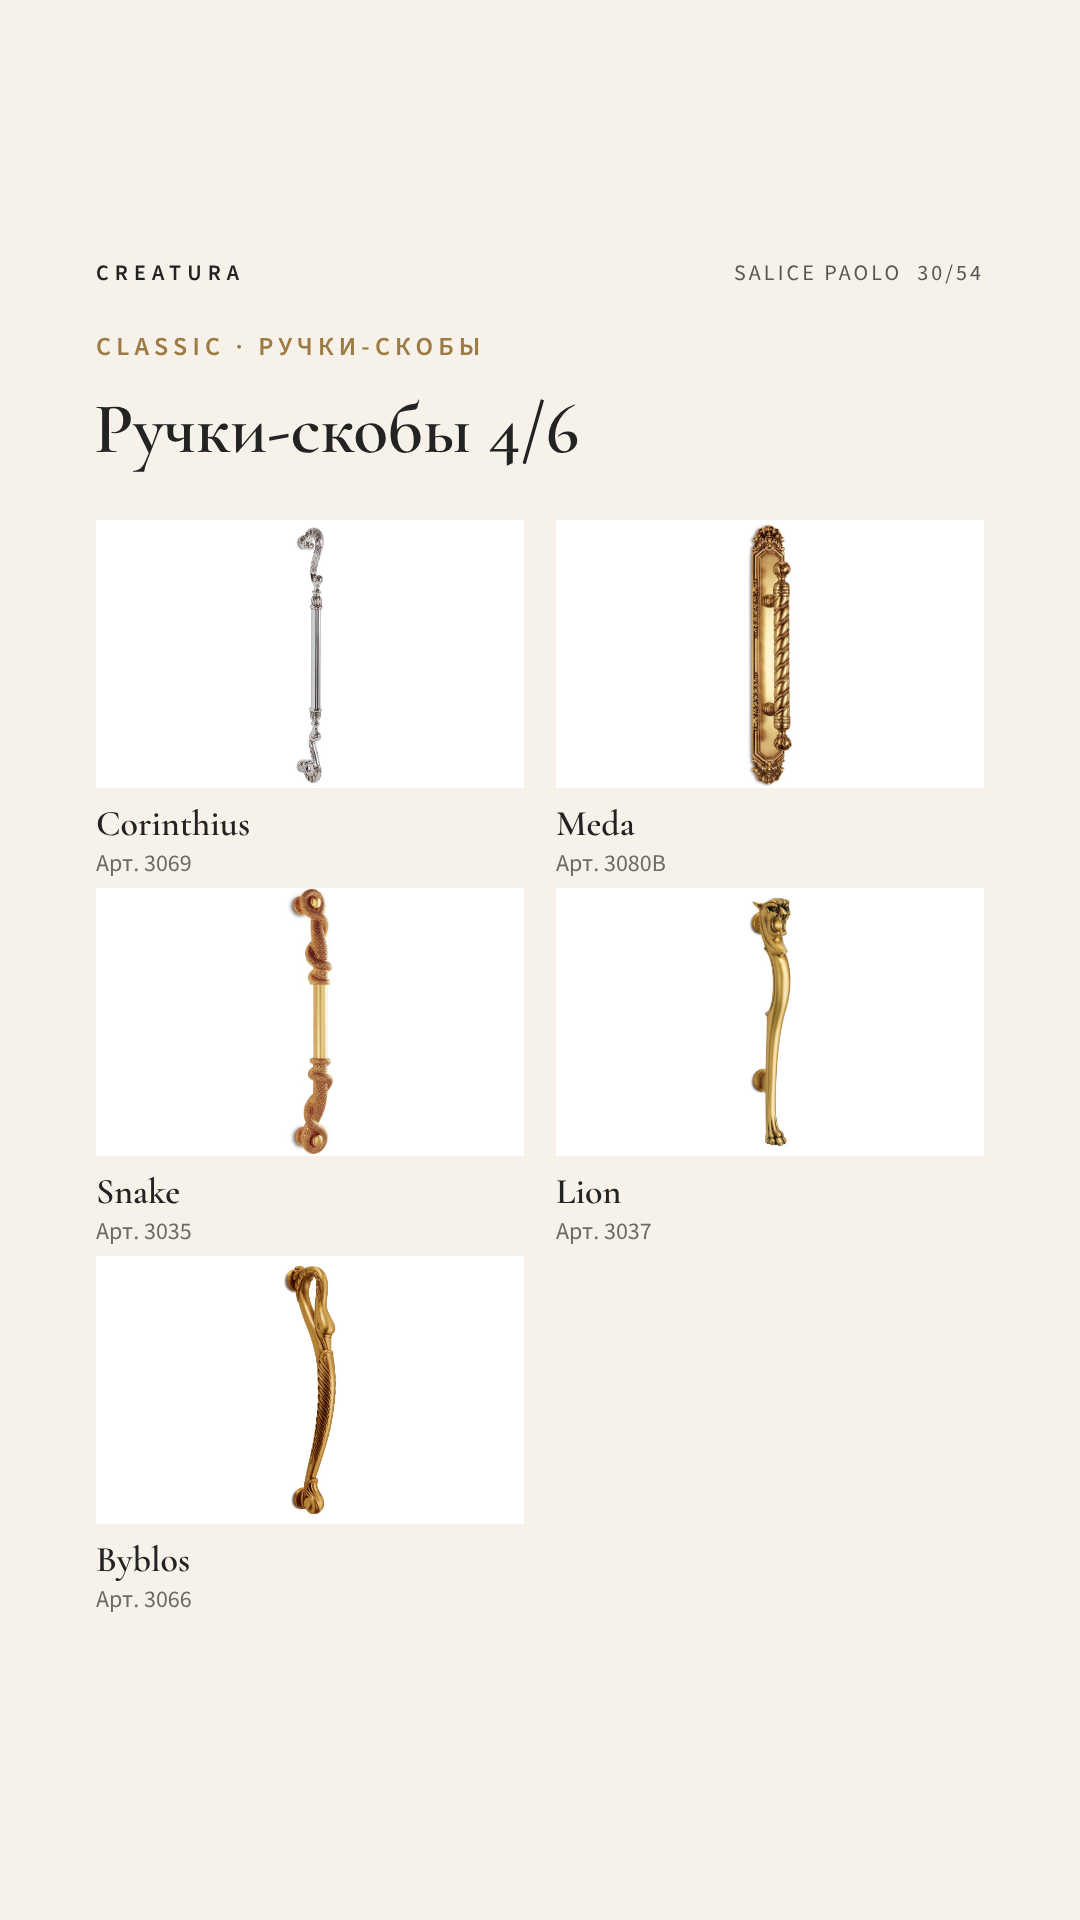 CREATURA
SALICE PAOLO 30/54
CLASSIC · РУЧКИ-СКОБЫ
Ручки-скобы 4/6
Corinthius
Арт. 3069
Meda
Арт. 3080B
Snake
Арт. 3035
Lion
Арт. 3037
Byblos
Арт. 3066